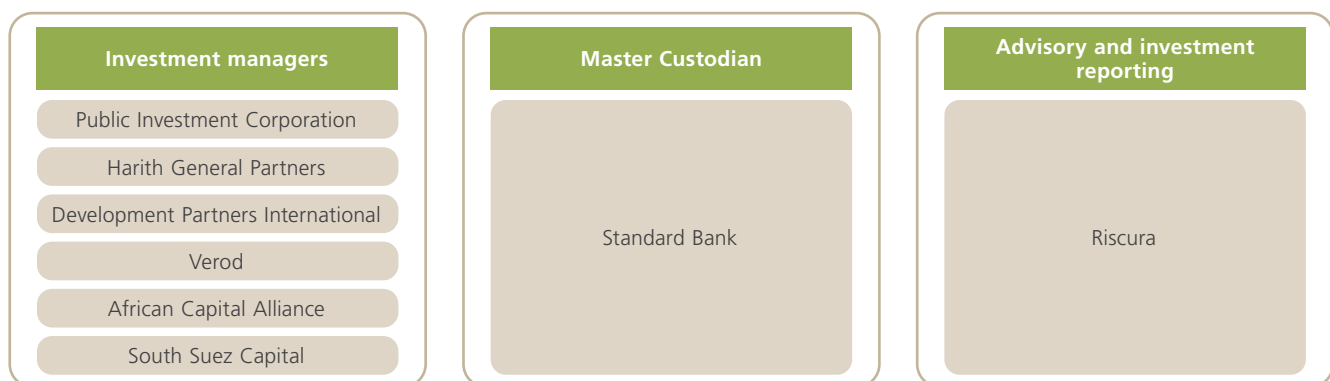 Investment managers
Public Investment Corporation
Harith General Partners
Development Partners International
Verod
African Capital Alliance
South Suez Capital
Master Custodian
Standard Bank
Advisory and investment
reporting
Riscura